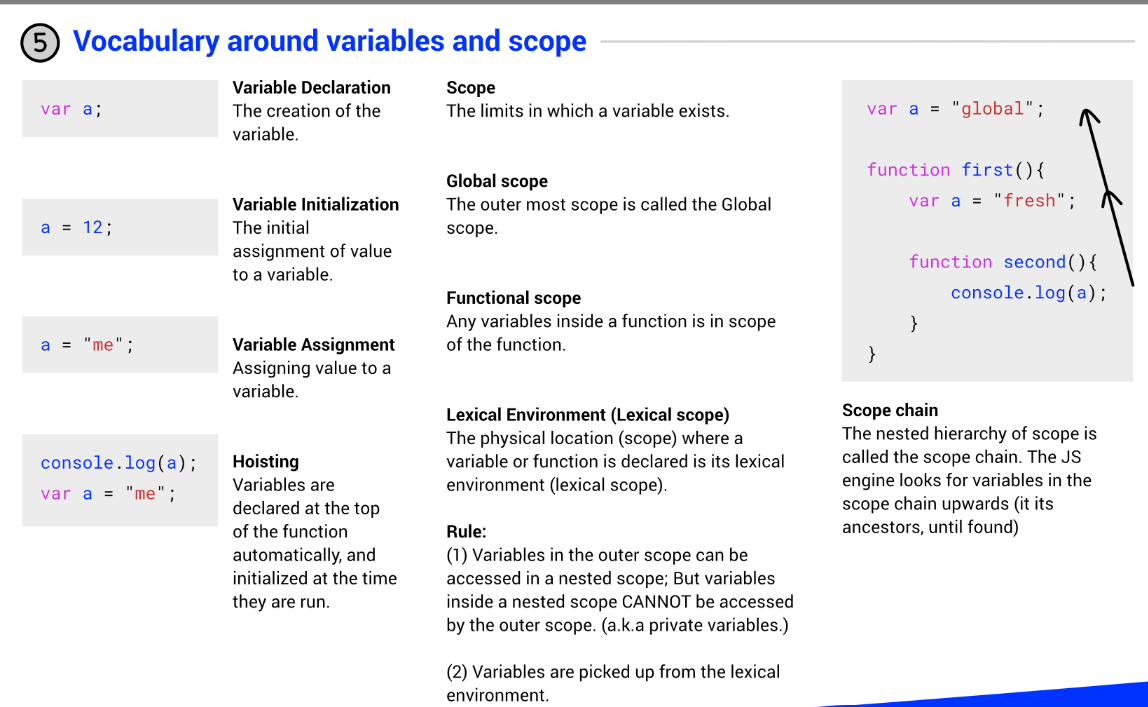 5 Vocabulary around variables and scope
var a;
Variable Declaration
The creation of the
variable.
a = 12;
Variable Initialization
The initial
assignment of value
to a variable.
a = "me";
Variable Assignment
Assigning value to a
variable.
console.log(a);
var a = "me";
Hoisting
Variables are
declared at the top
of the function
automatically, and
initialized at the time
they are run.
Scope
The limits in which a variable exists.
Global scope
The outer most scope is called the Global
scope.
Functional scope
Any variables inside a function is in scope
of the function.
Lexical Environment (Lexical scope)
The physical location (scope) where a
variable or function is declared is its lexical
environment (lexical scope).
Rule:
(1) Variables in the outer scope can be
accessed in a nested scope; But variables
inside a nested scope CANNOT be accessed
by the outer scope. (a.k.a private variables.)
(2) Variables are picked up from the lexical
environment.
var a = "global";
function first(){
var a = "fresh";
function second(){
console.log(a);
}
}
Scope chain
The nested hierarchy of scope is
called the scope chain. The JS
engine looks for variables in the
scope chain upwards (it its
ancestors, until found)